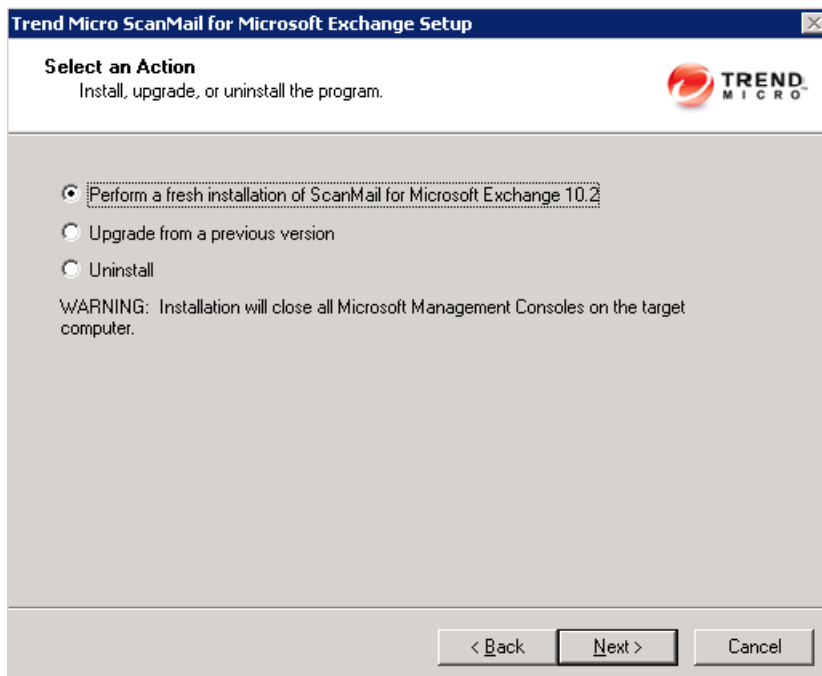 Trend Micro ScanMail for Microsoft Exchange Setup
Select an Action
Install, upgrade, or uninstall the program.
TREND
MICRO™
Perform a fresh installation of ScanMail for Microsoft Exchange 10.2
Upgrade from a previous version
Uninstall
WARNING: Installation will close all Microsoft Management Consoles on the target
computer.
< Back
Next >
Cancel